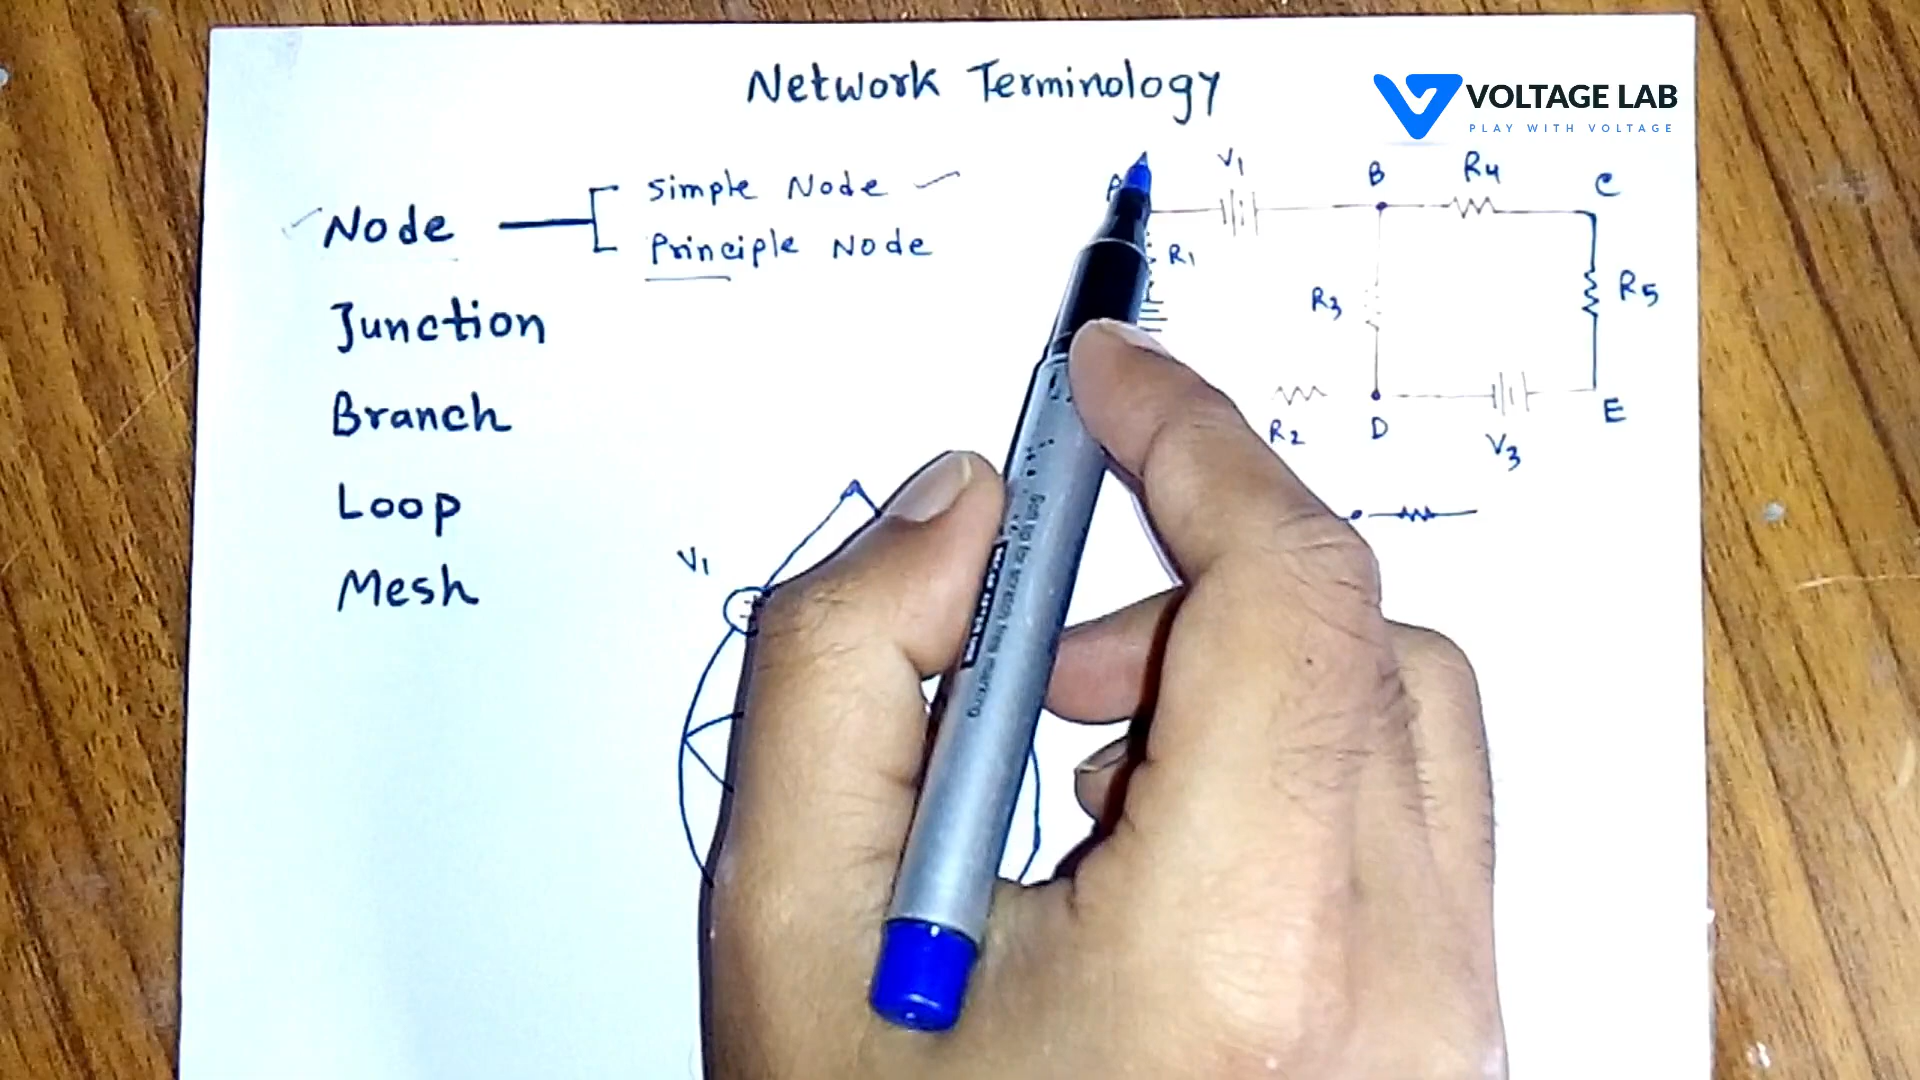 Network Terminology
VOLTAGE LAB
PLAY WITH VOLTAGE
Node
Simple Node
Principle Node
Junction
Branch
Loop
Mesh
A
V1
B
R4
C
R1
R3
R5
R2
D
V3
E
V1